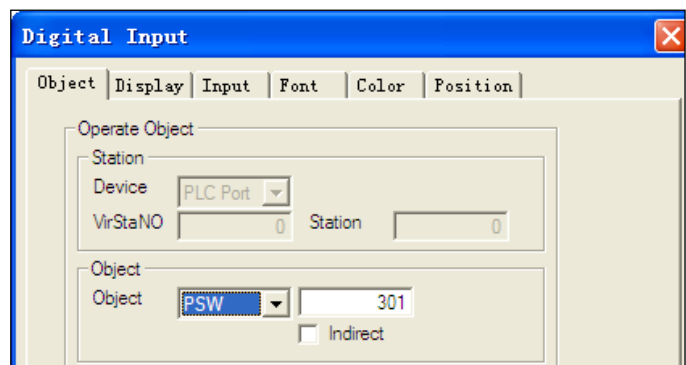 Digital Input
Object Display Input Font Color Position
Operate Object
Station
Device PLC Port
VirStaNO 0 Station 0
Object
Object PSW 301
Indirect